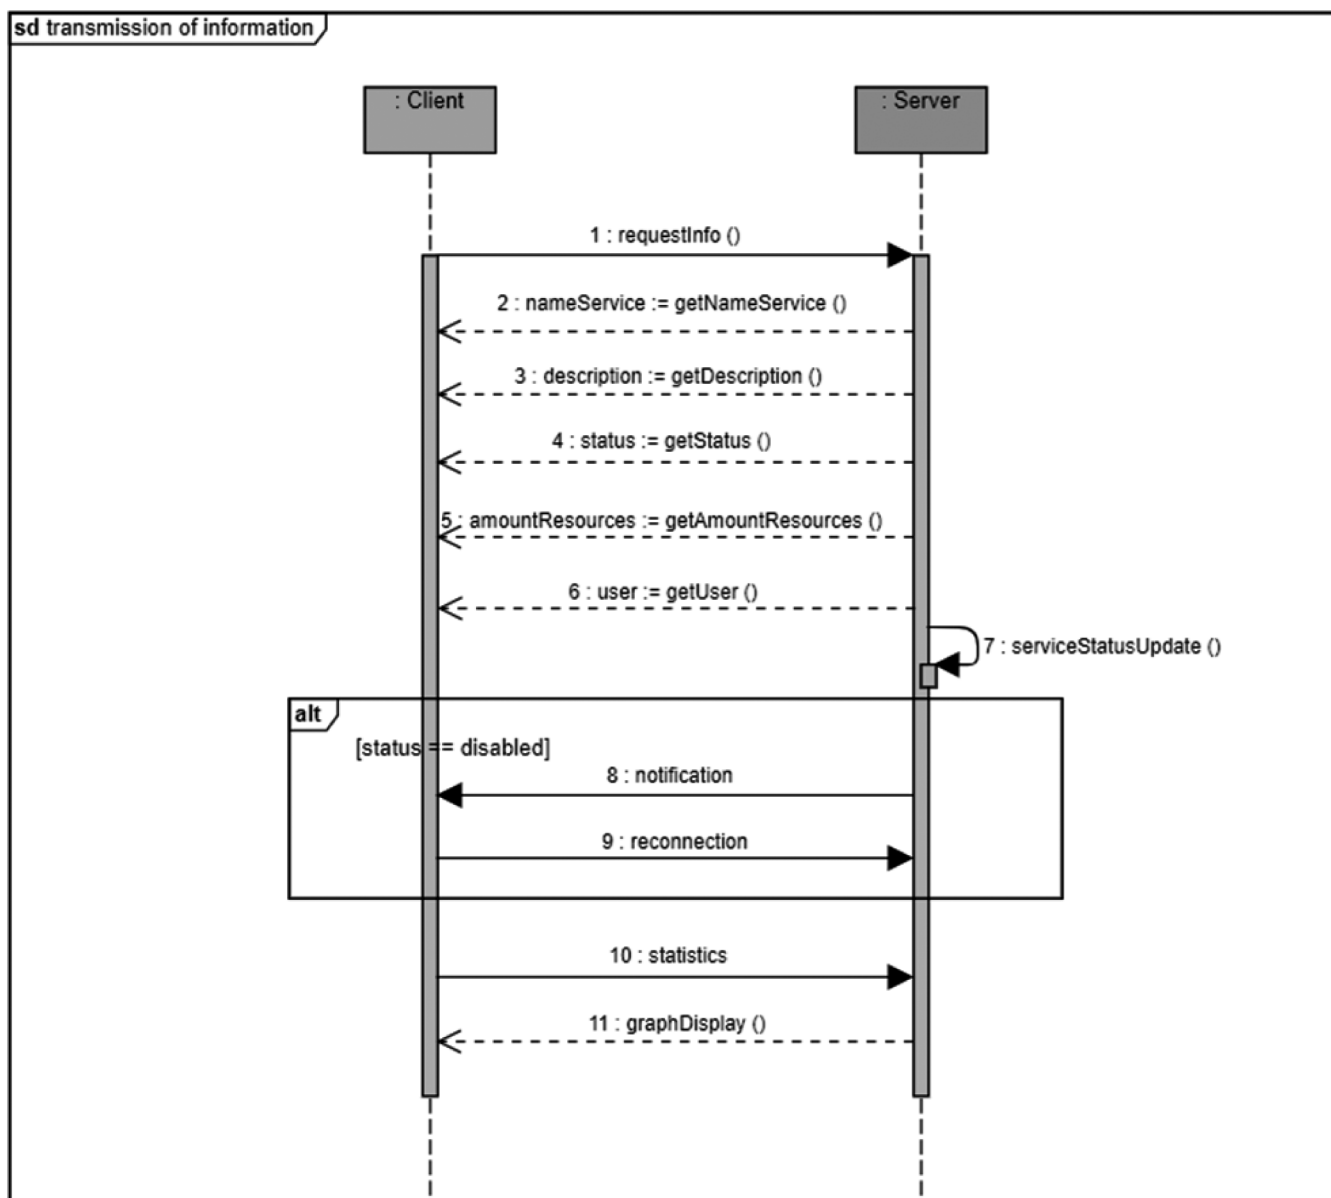 sd transmission of information
: Client
: Server
1 : requestInfo ()
2 : nameService := getNameService ()
3 : description := getDescription ()
4 : status := getStatus ()
5 : amountResources := getAmountResources ()
6 : user := getUser ()
7 : serviceStatusUpdate ()
alt
[status == disabled]
8 : notification
9 : reconnection
10 : statistics
11 : graphDisplay ()